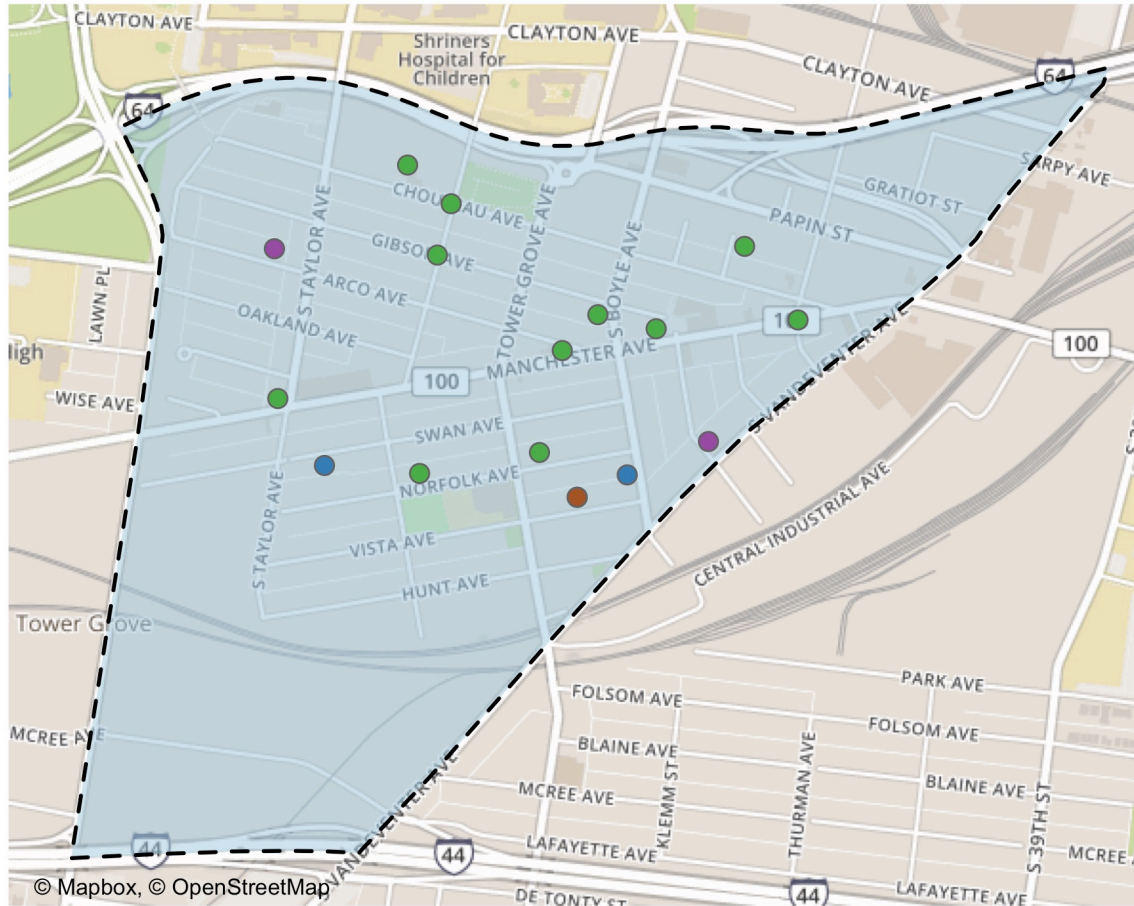 CLAYTON AVE
CLAYTON AVE
Shriners
Hospital for
Children
CLAYTON AVE
64
64
SARPY AVE
GRATIOT ST
CHOUTEAU AVE
PAPIN ST
S TAYLOR AVE
TOWER GROVE AVE
S BOYLE AVE
GIBSON AVE
ARCO AVE
LAWN PL
OAKLAND AVE
100
MANCHESTER AVE
S VANDEVENTER AVE
100
High
100
WISE AVE
SWAN AVE
NORFOLK AVE
S TAYLOR AVE
VISTA AVE
CENTRAL INDUSTRIAL AVE
HUNT AVE
Tower Grove
PARK AVE
FOLSOM AVE
FOLSOM AVE
MCREE AVE
BLAINE AVE
BLAINE AVE
KLEMM ST
THURMAN AVE
S 39TH ST
MCREE AVE
S VANDEVENTER AVE
44
44
LAFAYETTE AVE
MCREE
© Mapbox, © OpenStreetMap
DE TONTY ST
44
LAFAYETTE AVE